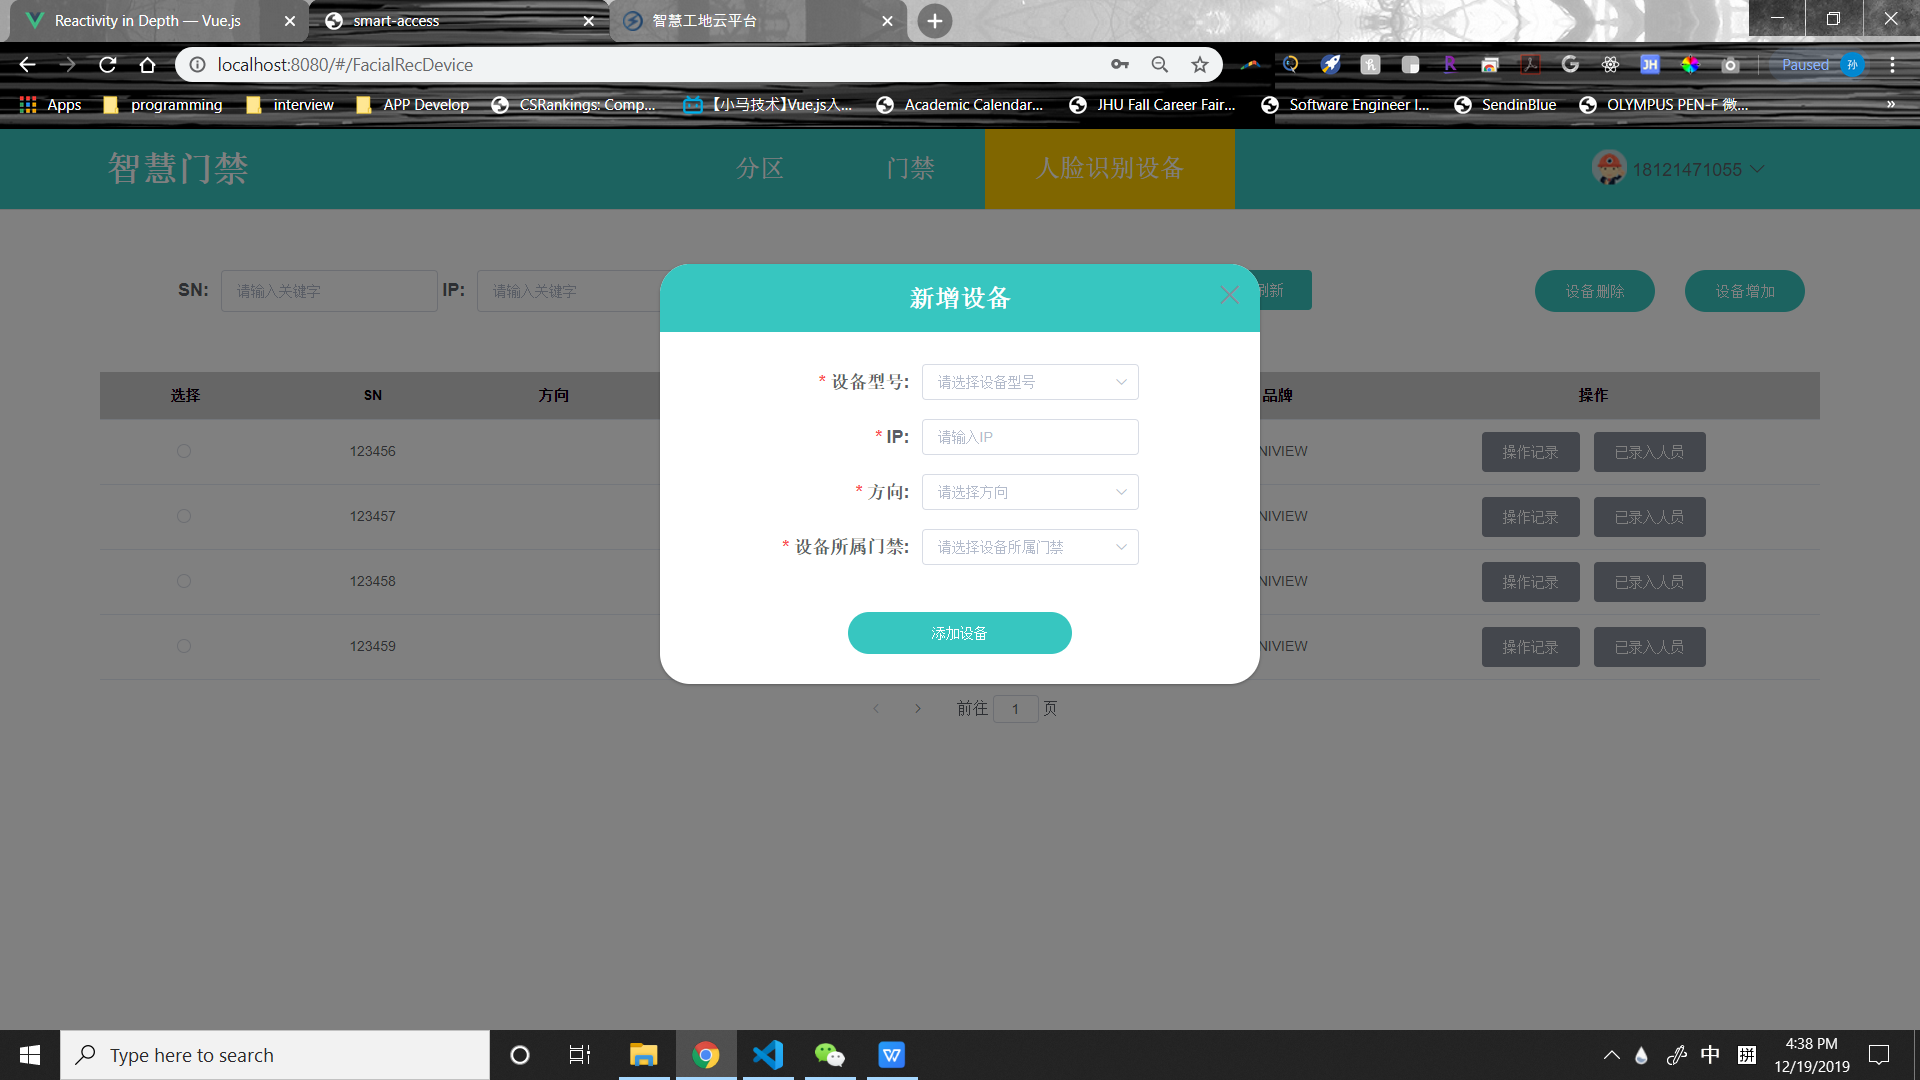 Reactivity in Depth — Vue.js
smart-access
智慧工地云平台
localhost:8080/#/FacialRecDevice
Paused
孙
Apps
programming
interview
APP Develop
CSRankings: Comp...
【小马技术】Vue.js人...
Academic Calendar...
JHU Fall Career Fair...
Software Engineer I...
SendinBlue
OLYMPUS PEN-F 微...
»
智慧门禁
分区
门禁
人脸识别设备
18121471055
SN:
请输入关键字
IP:
请输入关键字
刷新
设备删除
设备增加
新增设备
* 设备型号:
请选择设备型号
* IP:
请输入IP
* 方向:
请选择方向
* 设备所属门禁:
请选择设备所属门禁
添加设备
选择
SN
方向
品牌
操作
123456
NIVIEW
操作记录
已录入人员
123457
NIVIEW
操作记录
已录入人员
123458
NIVIEW
操作记录
已录入人员
123459
NIVIEW
操作记录
已录入人员
前往 1 页
Type here to search
中
拼
4:38 PM
12/19/2019